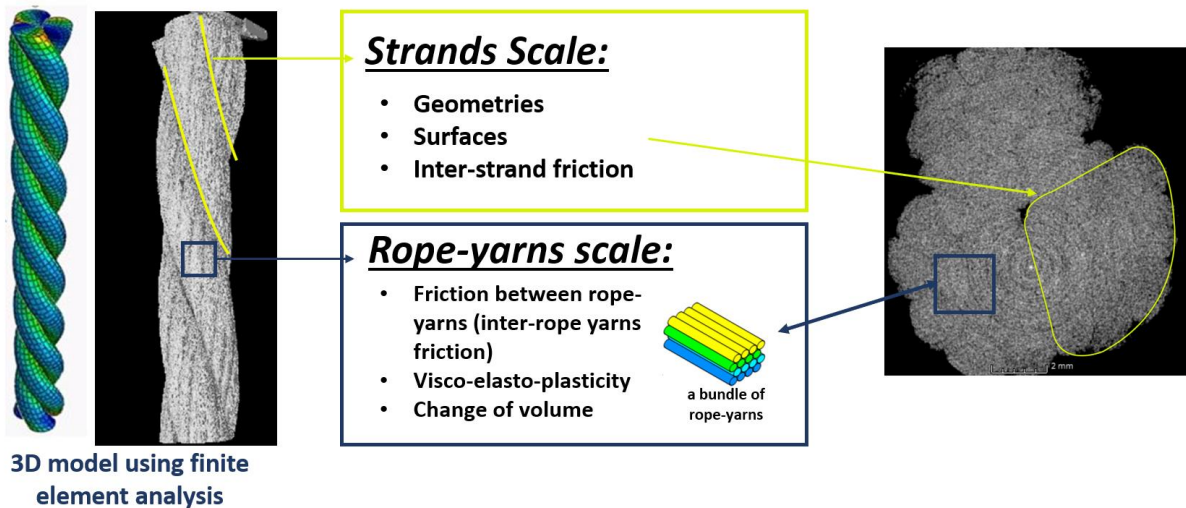 Strands Scale:
• Geometries
• Surfaces
• Inter-strand friction
Rope-yarns scale:
• Friction between rope-
yarns (inter-rope yarns
friction)
• Visco-elasto-plasticity
• Change of volume
a bundle of
rope-yarns
2 mm
3D model using finite
element analysis